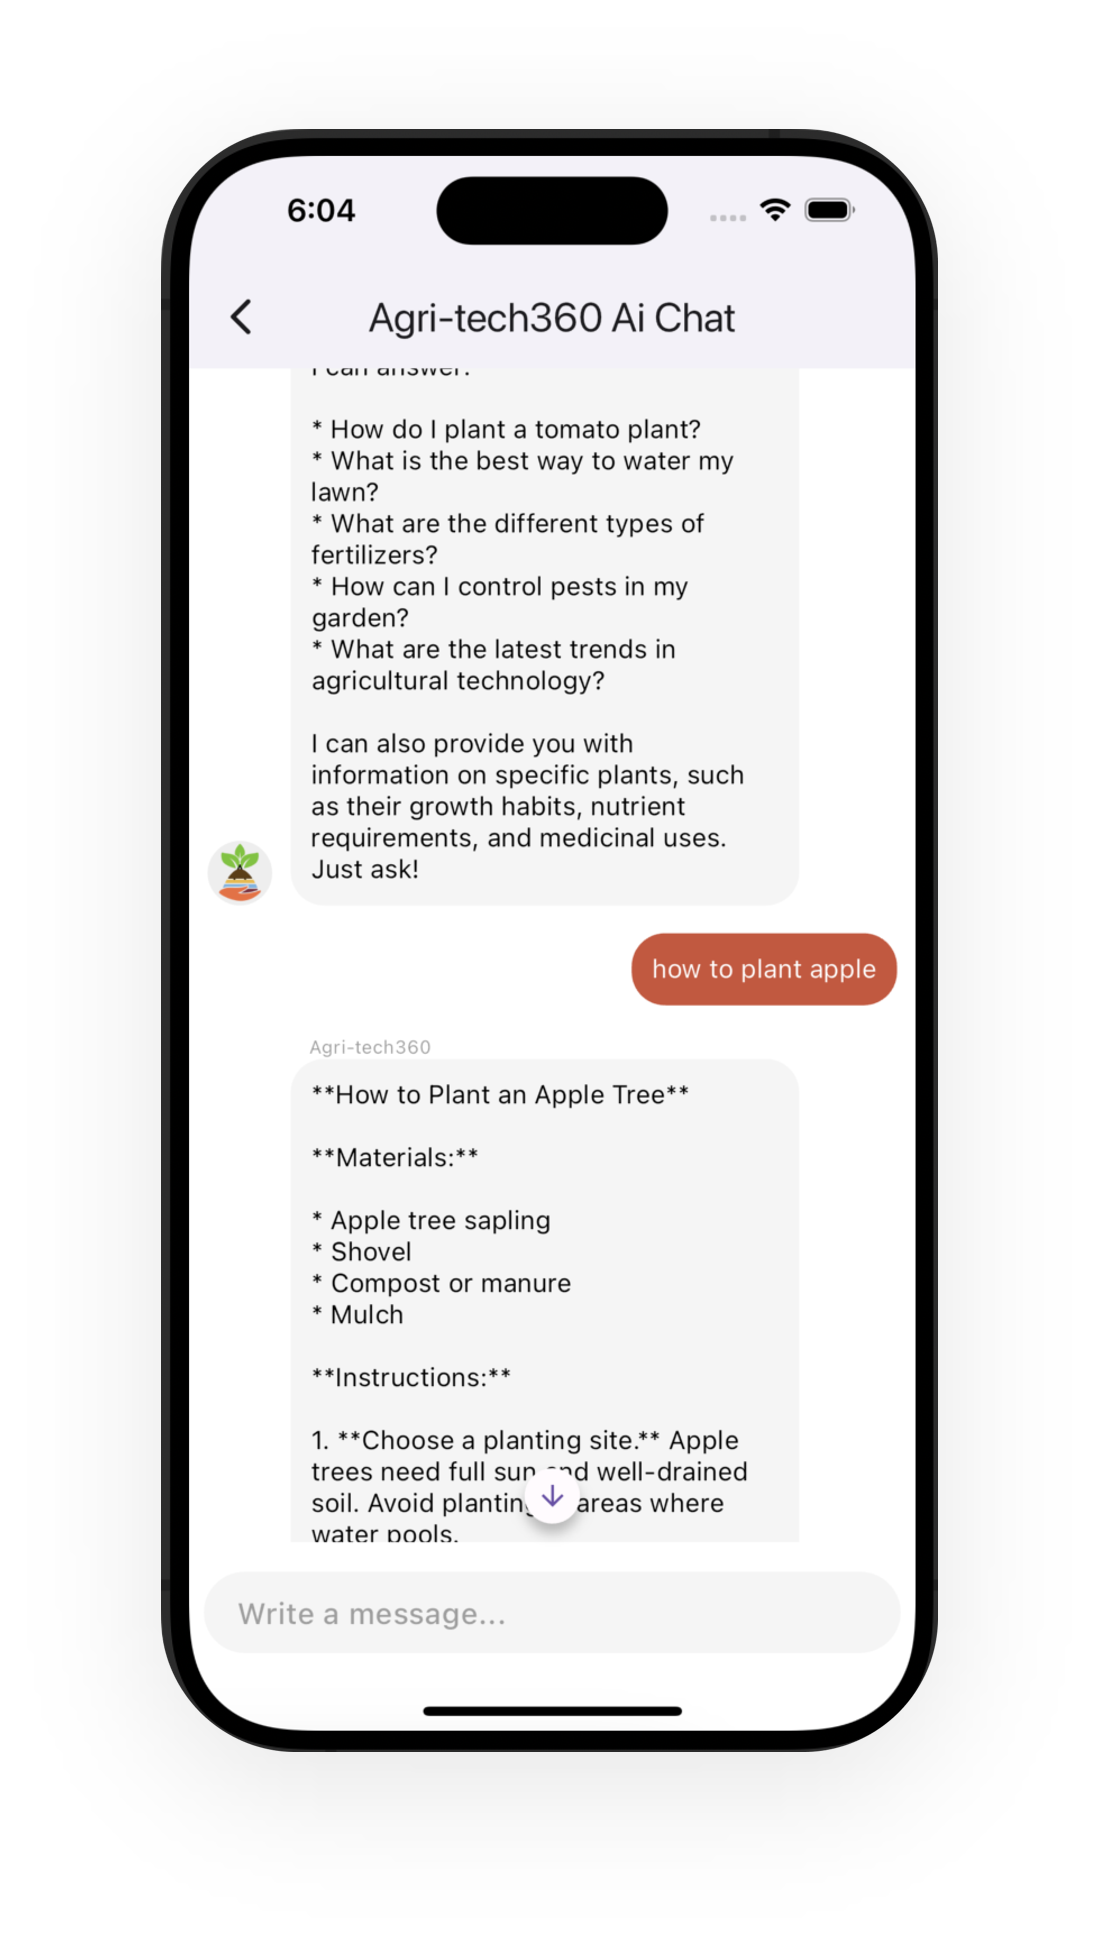 6:04
Agri-tech360 Ai Chat
I can answer:
* How do I plant a tomato plant?
* What is the best way to water my
lawn?
* What are the different types of
fertilizers?
* How can I control pests in my
garden?
* What are the latest trends in
agricultural technology?
I can also provide you with
information on specific plants, such
as their growth habits, nutrient
requirements, and medicinal uses.
Just ask!
how to plant apple
Agri-tech360
**How to Plant an Apple Tree**
**Materials:**
* Apple tree sapling
* Shovel
* Compost or manure
* Mulch
**Instructions:**
1. **Choose a planting site.** Apple
trees need full sun and well-drained
soil. Avoid planting areas where
water pools.
Write a message...